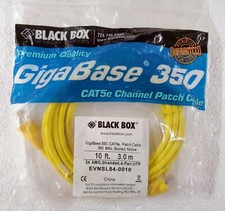 BLACK BOX
Premium Quality
GigaBase® 350
CAT5e Channel Patch Cable
GUARANTEED
BLACK BOX
www.blackbox.com
GigaBase 350, CAT5e, Patch Cable
350 MHz, Booted Yellow
10 ft. 3.0 m
24 AWG, Stranded, 4-Pair UTP
EVNSL84-0010
China